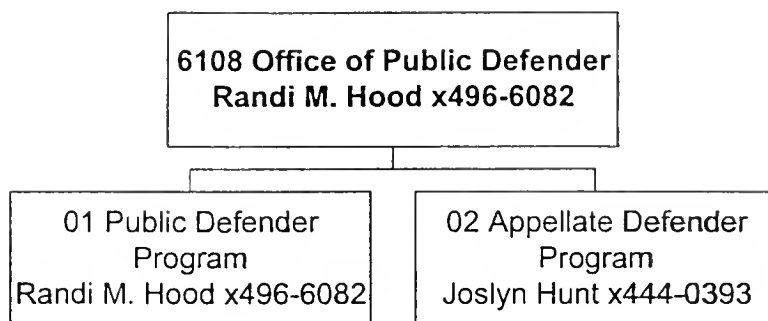 6108 Office of Public Defender
Randi M. Hood x496-6082
01 Public Defender
Program
Randi M. Hood x496-6082
02 Appellate Defender
Program
Joslyn Hunt x444-0393